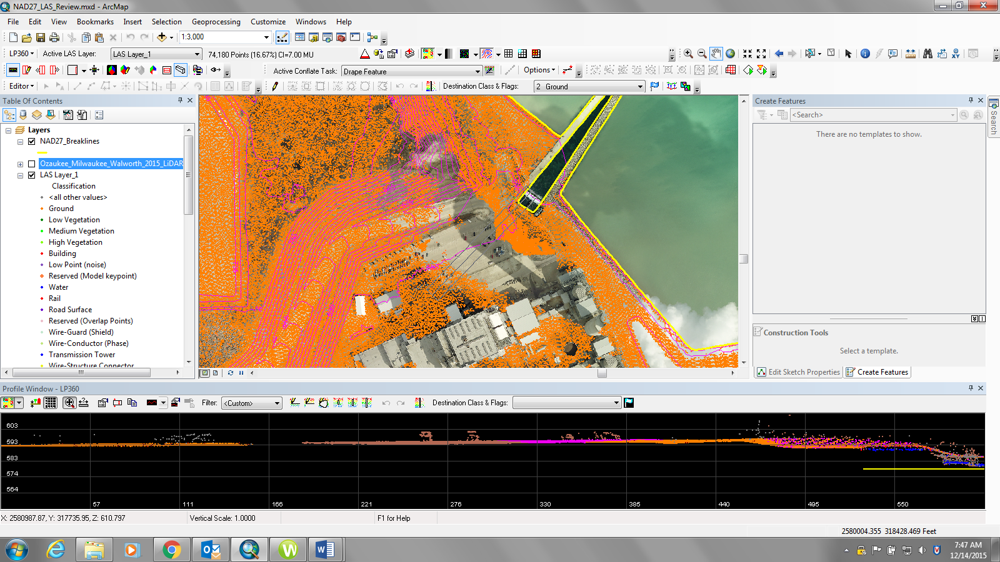 NAD27_LAS_Review.mxd - ArcMap
File Edit View Bookmarks Insert Selection Geoprocessing Customize Windows Help
1:3,000
LP360 Active LAS Layer: LAS Layer_1 74,180 Points (16.67%) CI=7.00 MU
Active Conflate Task: Drape Feature Options
Editor Destination Class & Flags: 2 Ground
Table Of Contents
Layers
NAD27_Breaklines
Ozaukee_Milwaukee_Walworth_2015_LiDAR
LAS Layer_1
Classification
<all other values>
Ground
Low Vegetation
Medium Vegetation
High Vegetation
Building
Low Point (noise)
Reserved (Model keypoint)
Water
Rail
Road Surface
Reserved (Overlap Points)
Wire-Guard (Shield)
Wire-Conductor (Phase)
Transmission Tower
Wire-Structure Connector
Create Features
<Search>
There are no templates to show.
Search
Construction Tools
Select a template.
Edit Sketch Properties Create Features
Profile Window - LP360
Filter: <Custom> Destination Class & Flags:
603
593
583
574
564
57 111 166 221 276 330 385 440 495 550
X: 2580987.87, Y: 317735.95, Z: 610.797 Vertical Scale: 1.0000 F1 for Help
2580004.355 318428.469 Feet
7:47 AM
12/14/2015